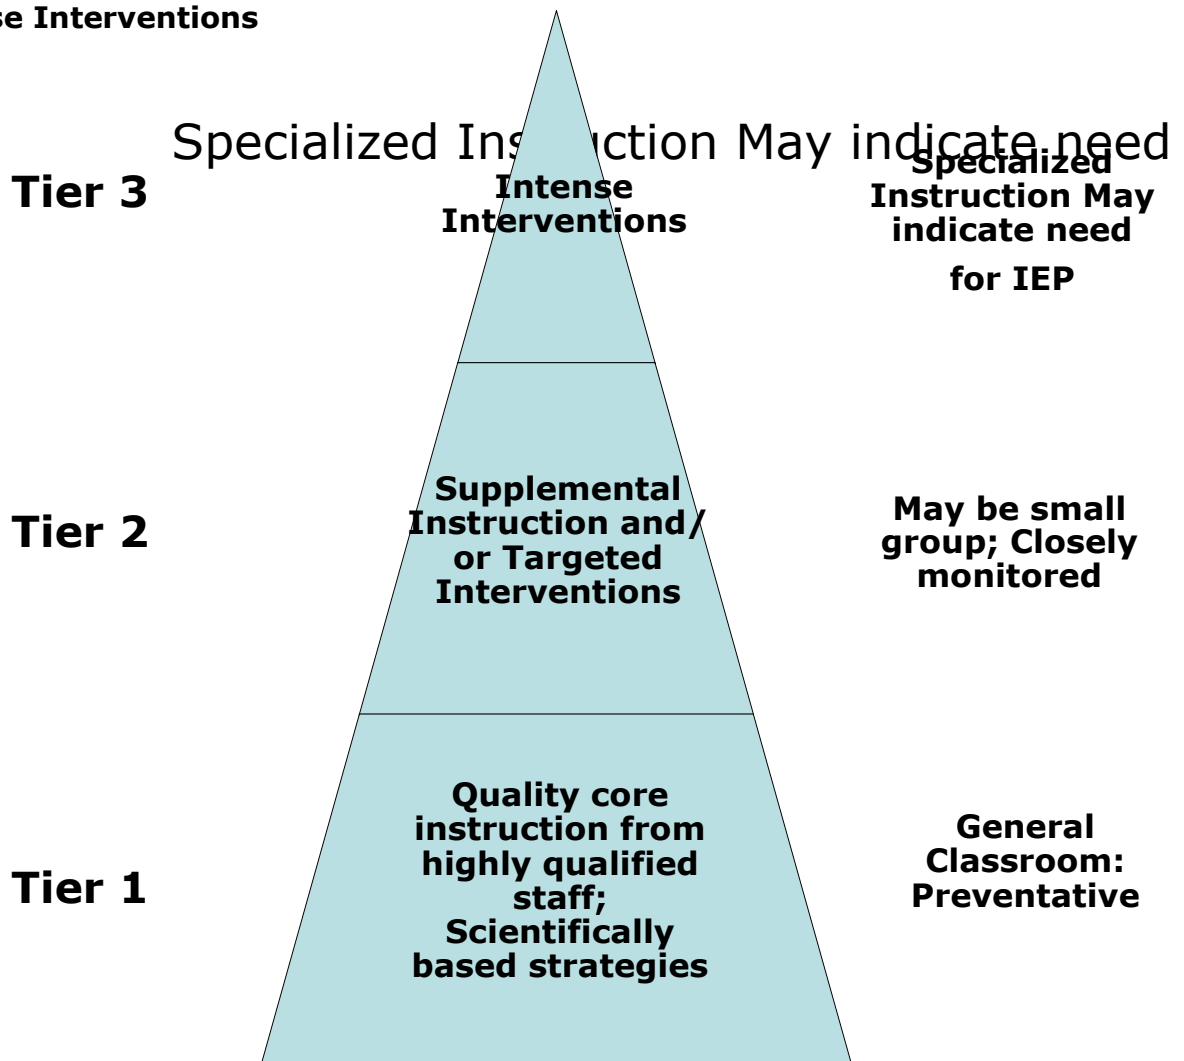 se Interventions
Specialized Ins uction May indicate need
Tier 3
Intense
Interventions
Specialized
Instruction May
indicate need
for IEP
Tier 2
Supplemental
Instruction and/
or Targeted
Interventions
May be small
group; Closely
monitored
Tier 1
Quality core
instruction from
highly qualified
staff;
Scientifically
based strategies
General
Classroom:
Preventative